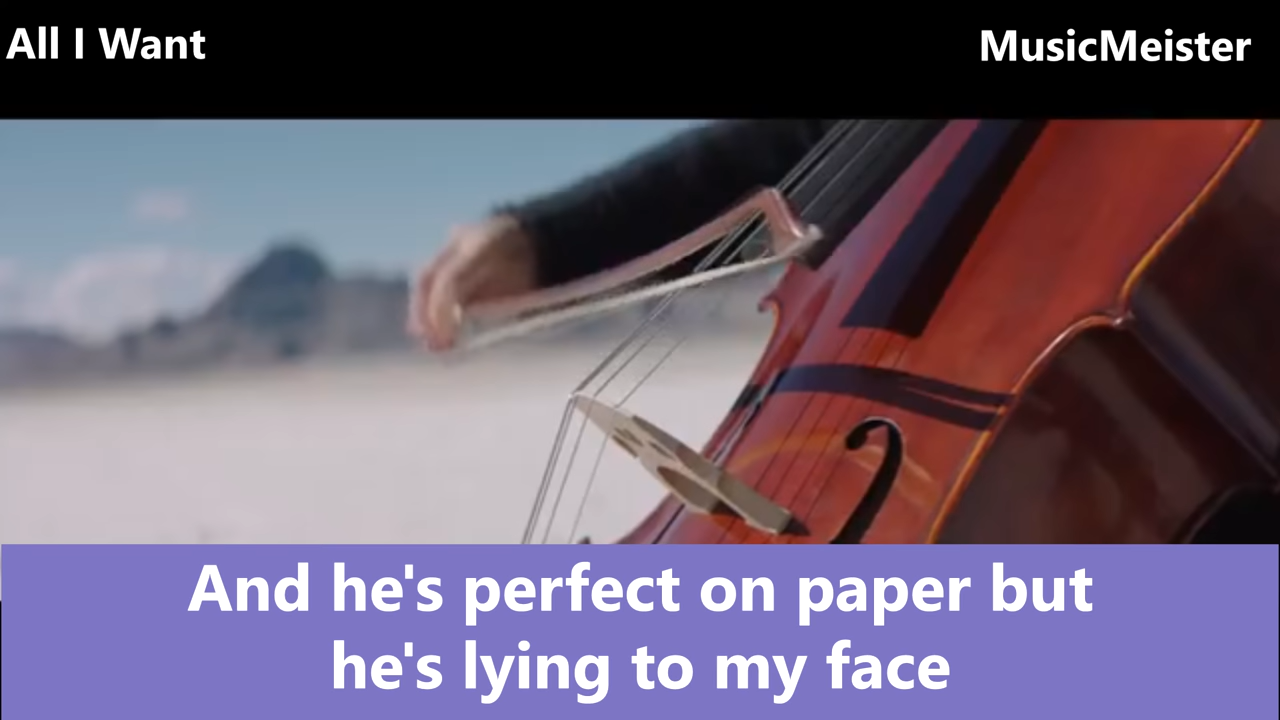 All I Want
MusicMeister
And he's perfect on paper but
he's lying to my face